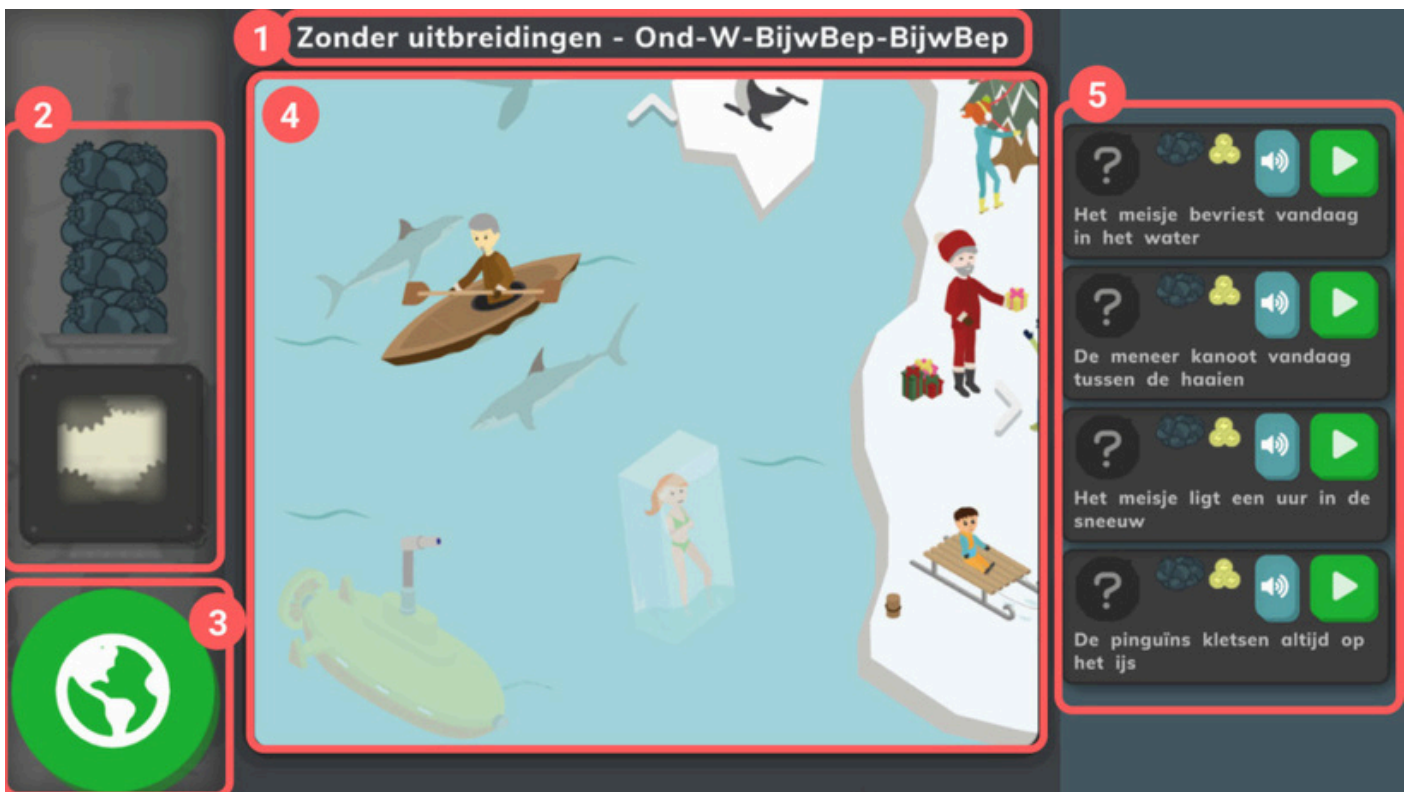 1 Zonder uitbreidingen - Ond-W-BijwBep-BijwBep
2
3
4
5
?
Het meisje bevriest vandaag
in het water
?
De meneer kanoot vandaag
tussen de haaien
?
Het meisje ligt een uur in de
sneeuw
?
De pinguïns kletsen altijd op
het ijs